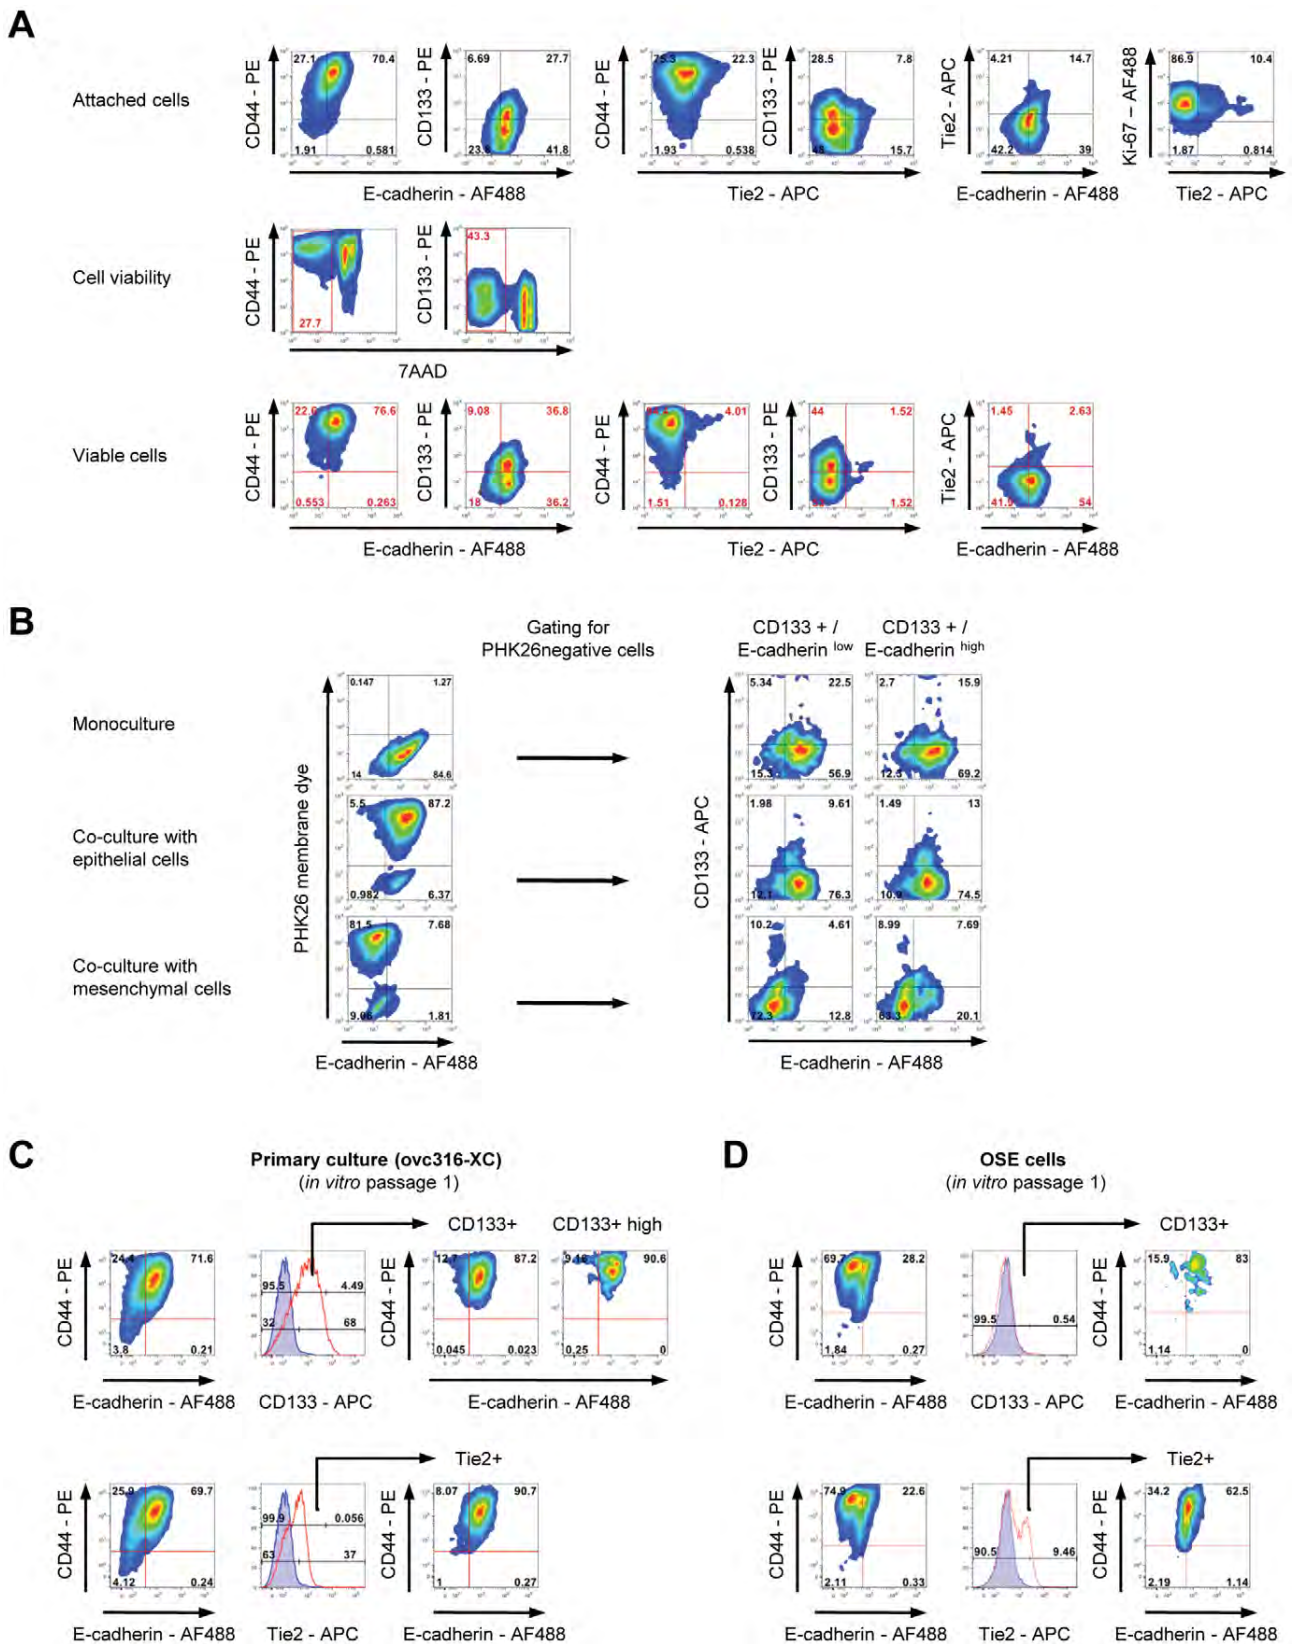 A
Attached cells
CD44 - PE
27.1
70.4
1.91
0.581
CD133 - PE
6.69
27.7
41.8
E-cadherin - AF488
CD44 - PE
22.3
1.93
0.538
CD133 - PE
28.5
7.8
15.7
Tie2 - APC
Tie2 - APC
4.21
14.7
42.2
39
E-cadherin - AF488
Ki-67 – AF488
86.9
10.4
1.87
0.814
Tie2 - APC
Cell viability
CD44 - PE
27.7
CD133 - PE
43.3
7AAD
Viable cells
CD44 - PE
76.6
0.553
0.263
CD133 - PE
9.08
36.8
18
36.2
E-cadherin - AF488
CD44 - PE
4.01
1.51
0.128
CD133 - PE
44
1.52
1.52
Tie2 - APC
Tie2 - APC
1.45
2.63
54
E-cadherin - AF488
B
Gating for
PHK26negative cells
CD133 + /
E-cadherin low
CD133 + /
E-cadherin high
Monoculture
0.147
1.27
14
84.6
5.34
22.5
15.3
56.9
2.7
15.9
12.3
69.2
Co-culture with
epithelial cells
5.5
87.2
0.982
6.37
1.98
9.61
12.1
76.3
1.49
13
74.5
Co-culture with
mesenchymal cells
81.5
7.68
1.81
10.2
4.61
72.3
12.8
8.99
7.69
20.1
PHK26 membrane dye
CD133 - APC
E-cadherin - AF488
E-cadherin - AF488
C
Primary culture (ovc316-XC)
(in vitro passage 1)
CD133+
CD133+ high
CD44 - PE
24.4
71.6
3.8
0.21
E-cadherin - AF488
95.5
4.49
32
68
CD133 - APC
CD44 - PE
12.7
87.2
0.045
0.023
9.16
90.6
0.25
0
E-cadherin - AF488
Tie2+
CD44 - PE
25.9
69.7
4.12
0.24
E-cadherin - AF488
99.9
0.056
63
37
Tie2 - APC
CD44 - PE
8.07
90.7
1
0.27
E-cadherin - AF488
D
OSE cells
(in vitro passage 1)
CD133+
CD44 - PE
69.7
28.2
1.84
0.27
E-cadherin - AF488
99.5
0.54
CD133 - APC
CD44 - PE
15.9
83
1.14
0
E-cadherin - AF488
Tie2+
CD44 - PE
74.9
22.6
2.11
0.33
E-cadherin - AF488
90.5
9.46
Tie2 - APC
CD44 - PE
34.2
62.5
2.19
1.14
E-cadherin - AF488